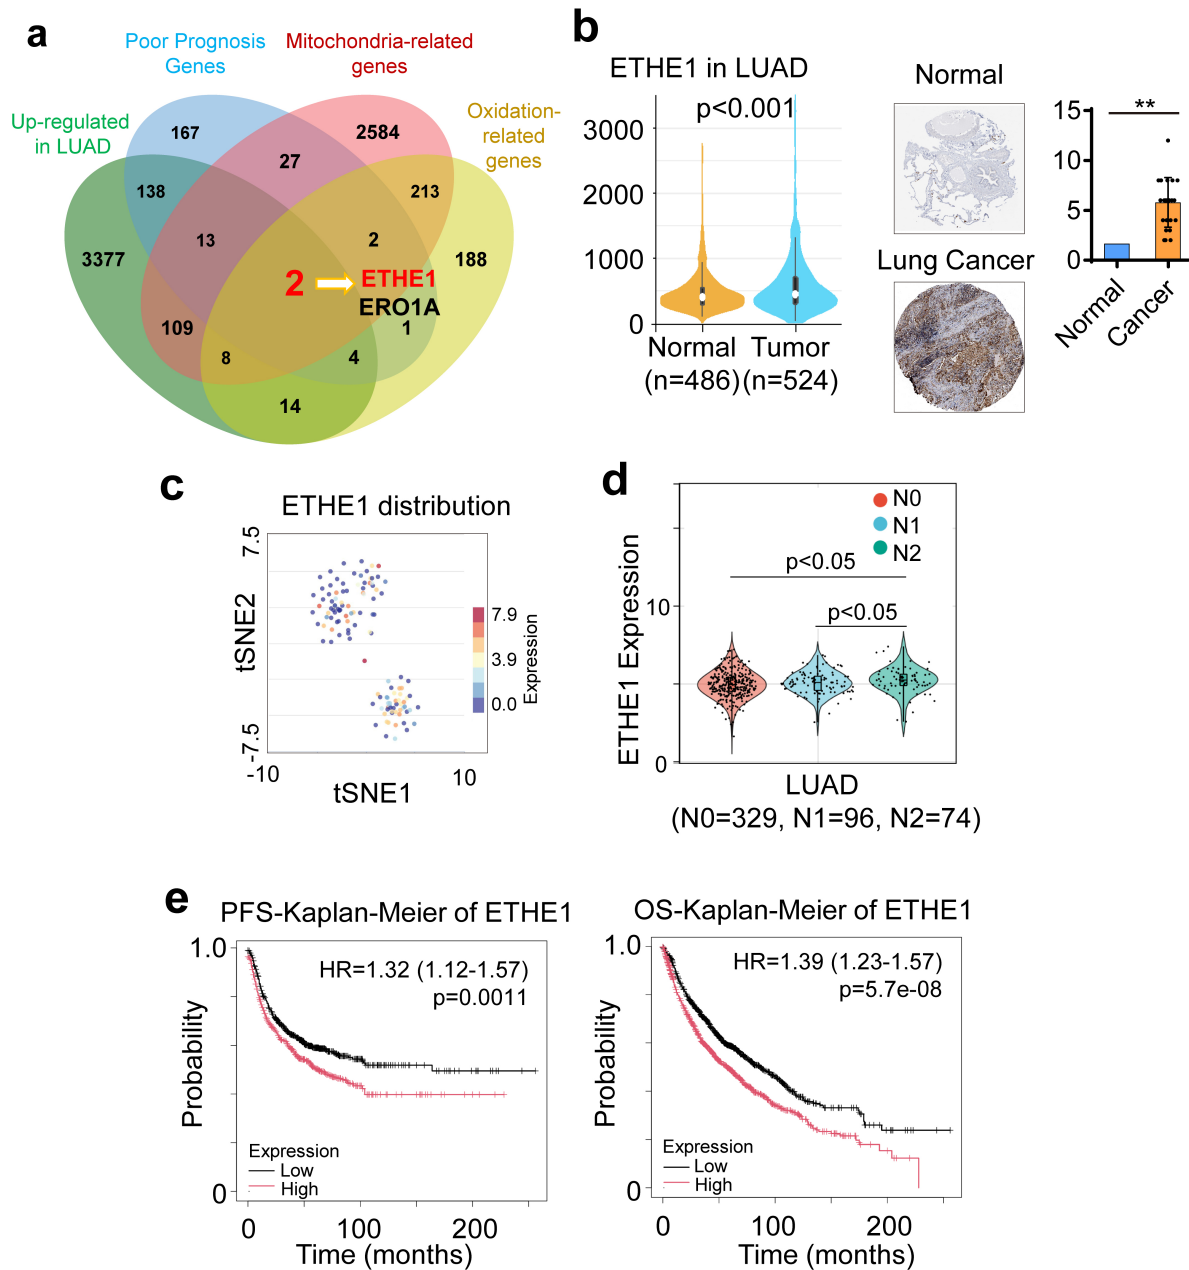 a
Poor Prognosis
Genes
Mitochondria-related
genes
Up-regulated
in LUAD
Oxidation-
related
genes
167
2584
27
138
213
13
2
3377
188
2
ETHE1
ERO1A
109
1
8
4
14
b
ETHE1 in LUAD
p<0.001
3000
2000
1000
0
Normal
(n=486)
Tumor
(n=524)
Normal
Lung Cancer
**
15
10
5
0
Normal
Cancer
c
ETHE1 distribution
7.5
tSNE2
-7.5
-10
10
tSNE1
7.9
3.9
0.0
Expression
d
N0
N1
N2
p<0.05
p<0.05
ETHE1 Expression
10
0
LUAD
(N0=329, N1=96, N2=74)
e
PFS-Kaplan-Meier of ETHE1
1.0
HR=1.32 (1.12-1.57)
p=0.0011
Probability
Expression
Low
High
0
0
100
200
Time (months)
OS-Kaplan-Meier of ETHE1
1.0
HR=1.39 (1.23-1.57)
p=5.7e-08
Probability
Expression
Low
High
0
0
100
200
Time (months)